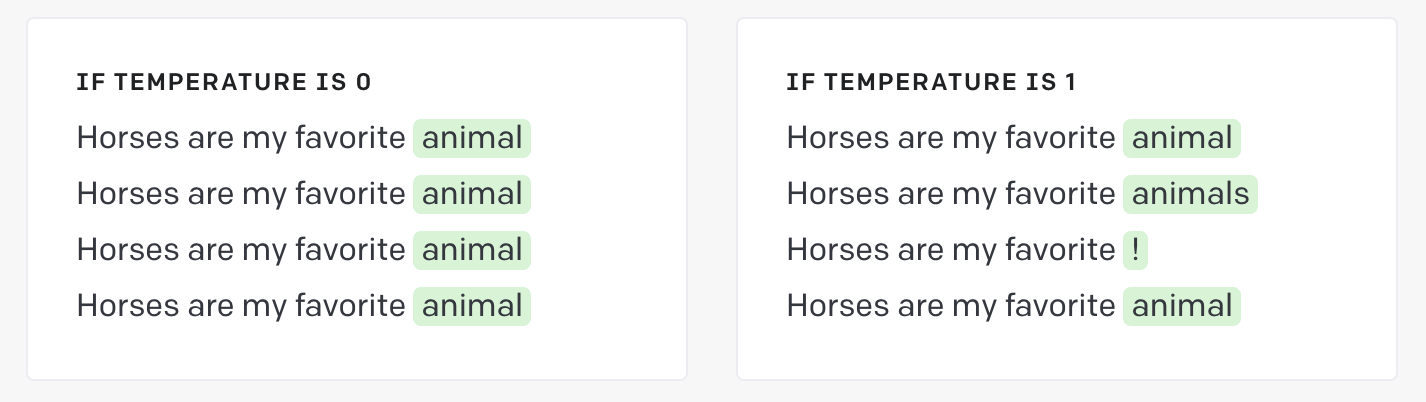 IF TEMPERATURE IS 0
Horses are my favorite animal
Horses are my favorite animal
Horses are my favorite animal
Horses are my favorite animal
IF TEMPERATURE IS 1
Horses are my favorite animal
Horses are my favorite animals
Horses are my favorite !
Horses are my favorite animal